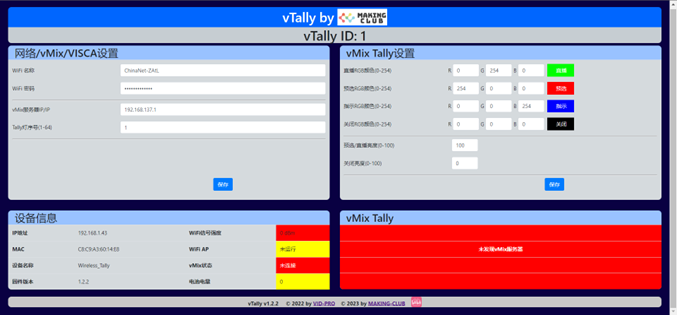 vTally by MAKING CLUB
vTally ID: 1
网络/vMix/VISCA设置
WiFi 名称 ChinaNet-ZAtL
WiFi 密码 •••••••••••••
vMix服务器IP/IP 192.168.137.1
Tally灯序号(1-64) 1
保存
vMix Tally设置
直播RGB颜色(0-254) R 0 G 254 B 0 直播
预选RGB颜色(0-254) R 254 G 0 B 0 预选
指示RGB颜色(0-254) R 0 G 0 B 254 指示
关闭RGB颜色(0-254) R 0 G 0 B 0 关闭
预选/直播亮度(0-100) 100
关闭亮度(0-100) 0
保存
设备信息
IP地址 192.168.1.43 WiFi信号强度
MAC C8:C9:A3:60:14:E8 WiFi AP 未运行
设备名称 Wireless_Tally vMix状态 未连接
固件版本 1.2.2 电池电量 0
vMix Tally
未发现vMix服务器
vTally v1.2.2 © 2022 by VID-PRO © 2023 by MAKING-CLUB